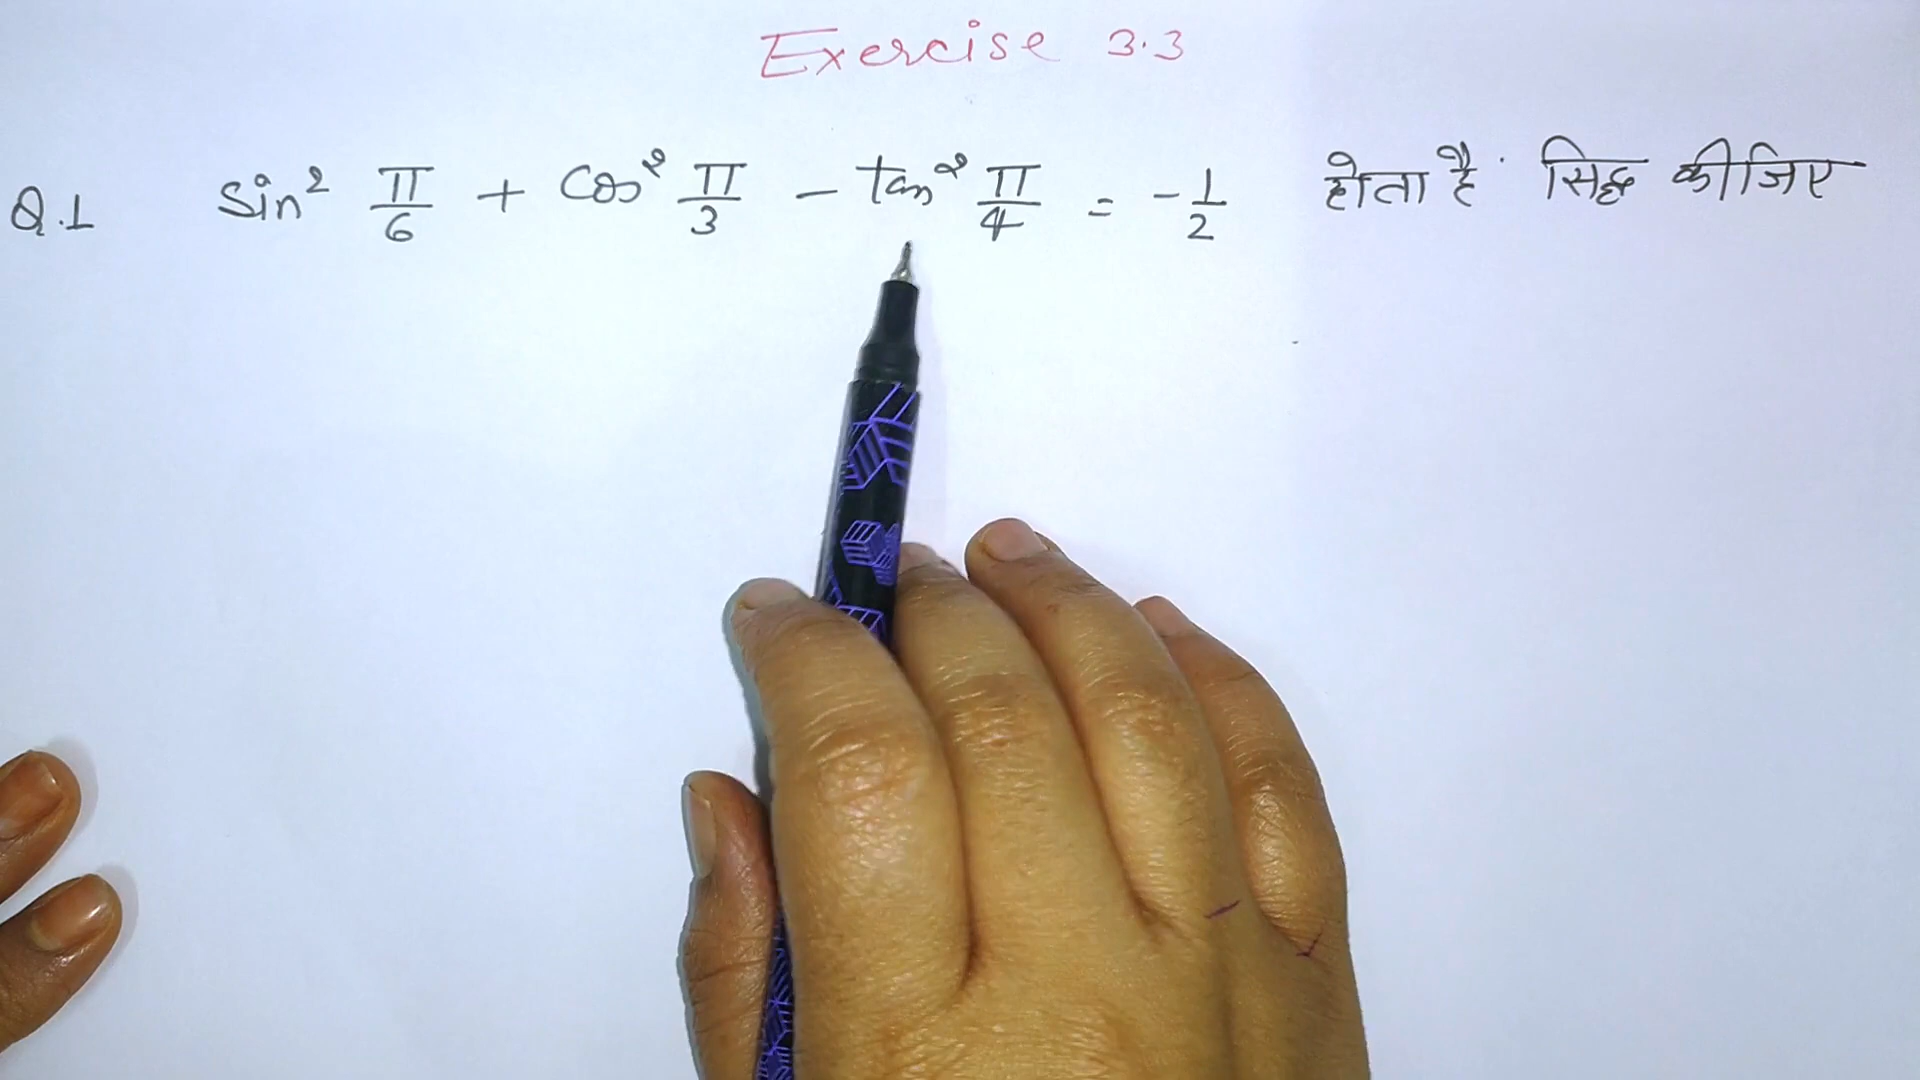 Exercise 3.3
Q.1 sin² π/6 + cos² π/3 - tan² π/4 = -1/2 होता है सिद्ध कीजिए